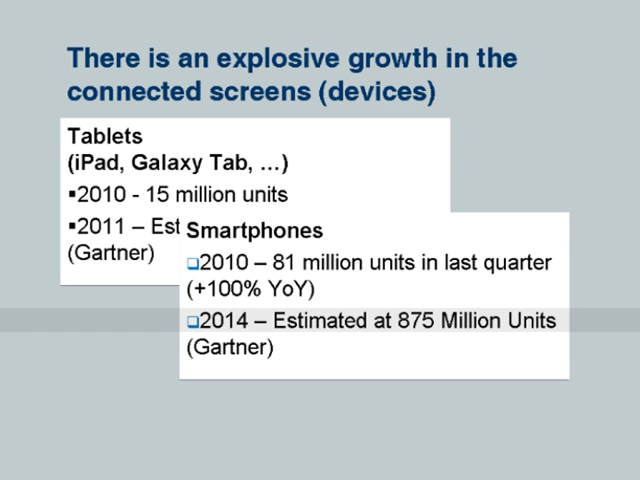 There is an explosive growth in the
connected screens (devices)
Tablets
(iPad, Galaxy Tab, …)
▪2010 - 15 million units
▪2011 – Est
(Gartner)
Smartphones
❑2010 – 81 million units in last quarter
(+100% YoY)
❑2014 – Estimated at 875 Million Units
(Gartner)